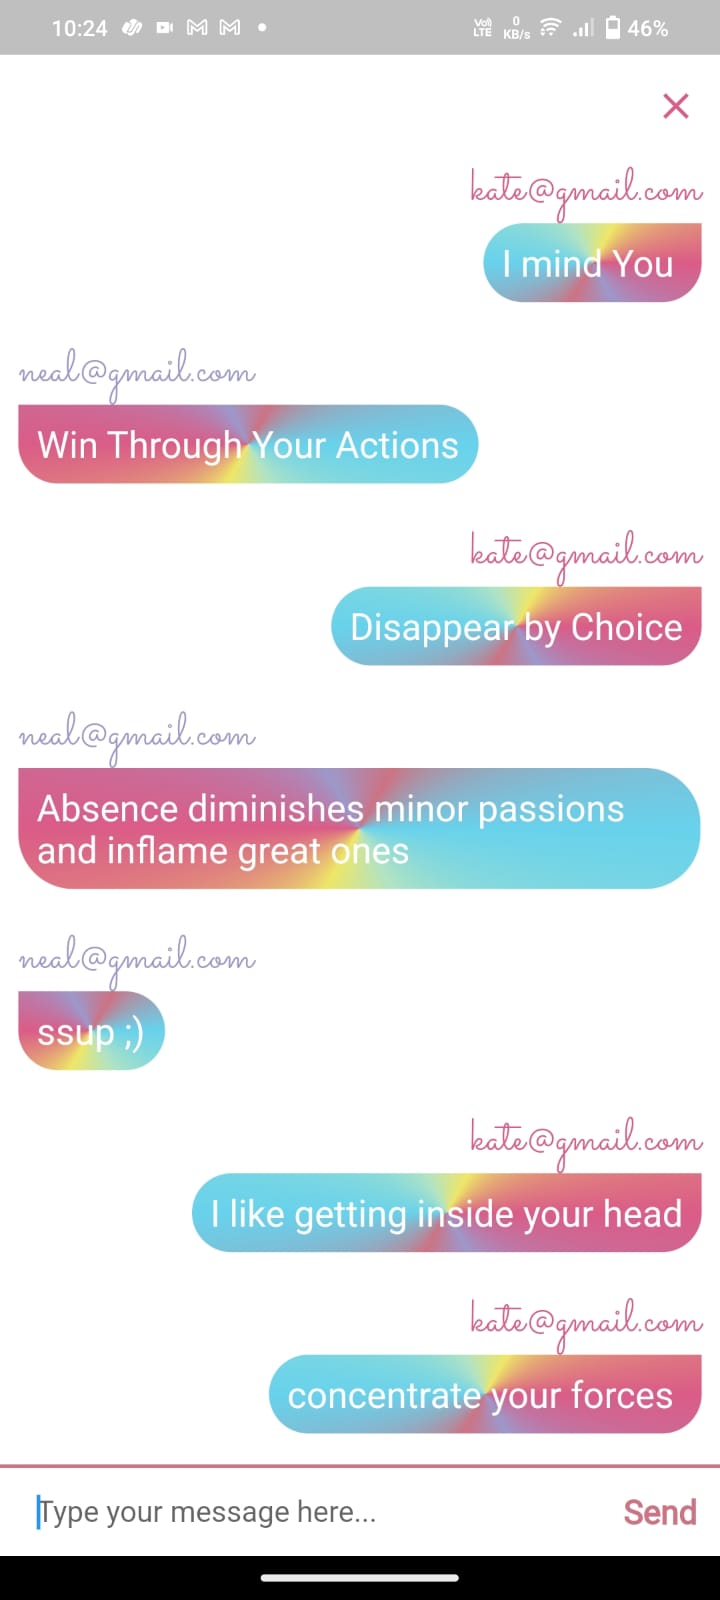 10:24
Vo)) LTE
0 KB/s
46%
kate@gmail.com
I mind You
neal@gmail.com
Win Through Your Actions
kate@gmail.com
Disappear by Choice
neal@gmail.com
Absence diminishes minor passions
and inflame great ones
neal@gmail.com
ssup ;)
kate@gmail.com
I like getting inside your head
kate@gmail.com
concentrate your forces
Type your message here...
Send